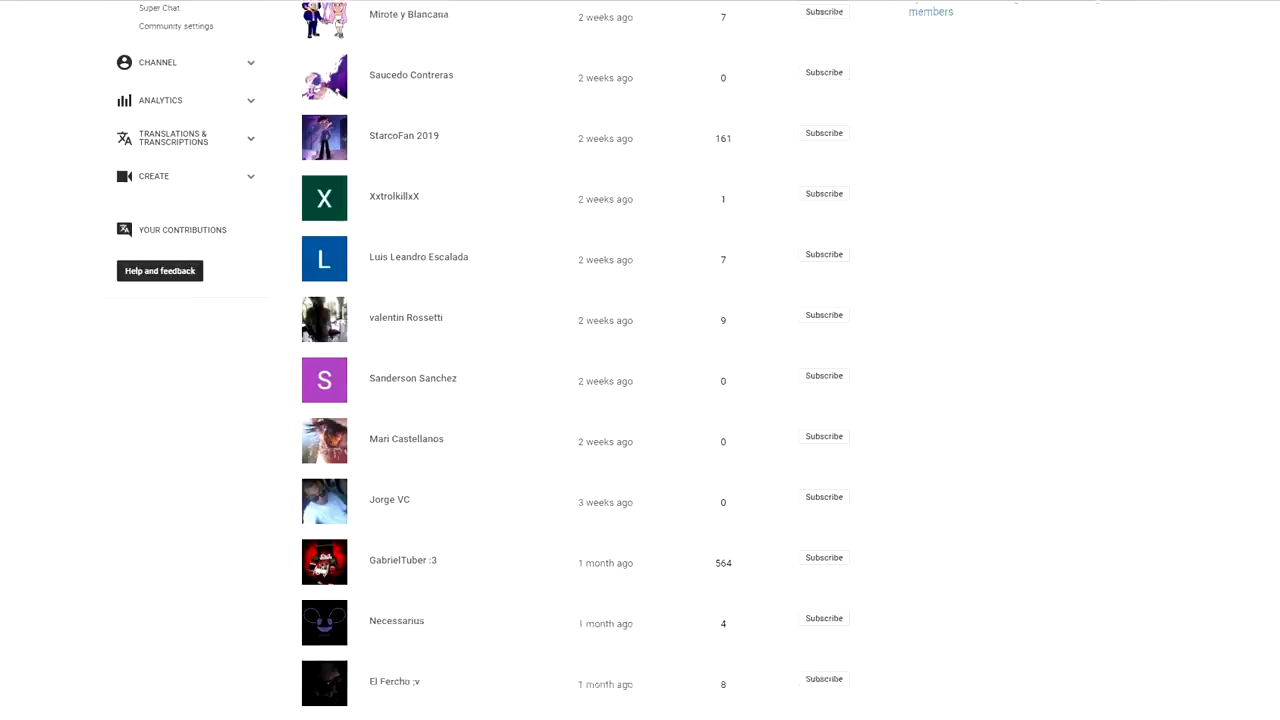 Super Chat
Community settings
CHANNEL
ANALYTICS
TRANSLATIONS &
TRANSCRIPTIONS
CREATE
YOUR CONTRIBUTIONS
Help and feedback
Mirote y Blancana 2 weeks ago 7 Subscribe
Saucedo Contreras 2 weeks ago 0 Subscribe
StarcoFan 2019 2 weeks ago 161 Subscribe
X XxtrolkillxX 2 weeks ago 1 Subscribe
L Luis Leandro Escalada 2 weeks ago 7 Subscribe
valentin Rossetti 2 weeks ago 9 Subscribe
S Sanderson Sanchez 2 weeks ago 0 Subscribe
Mari Castellanos 2 weeks ago 0 Subscribe
Jorge VC 3 weeks ago 0 Subscribe
GabrielTuber :3 1 month ago 564 Subscribe
Necessarius 1 month ago 4 Subscribe
El Fercho ;v 1 month ago 8 Subscribe
members